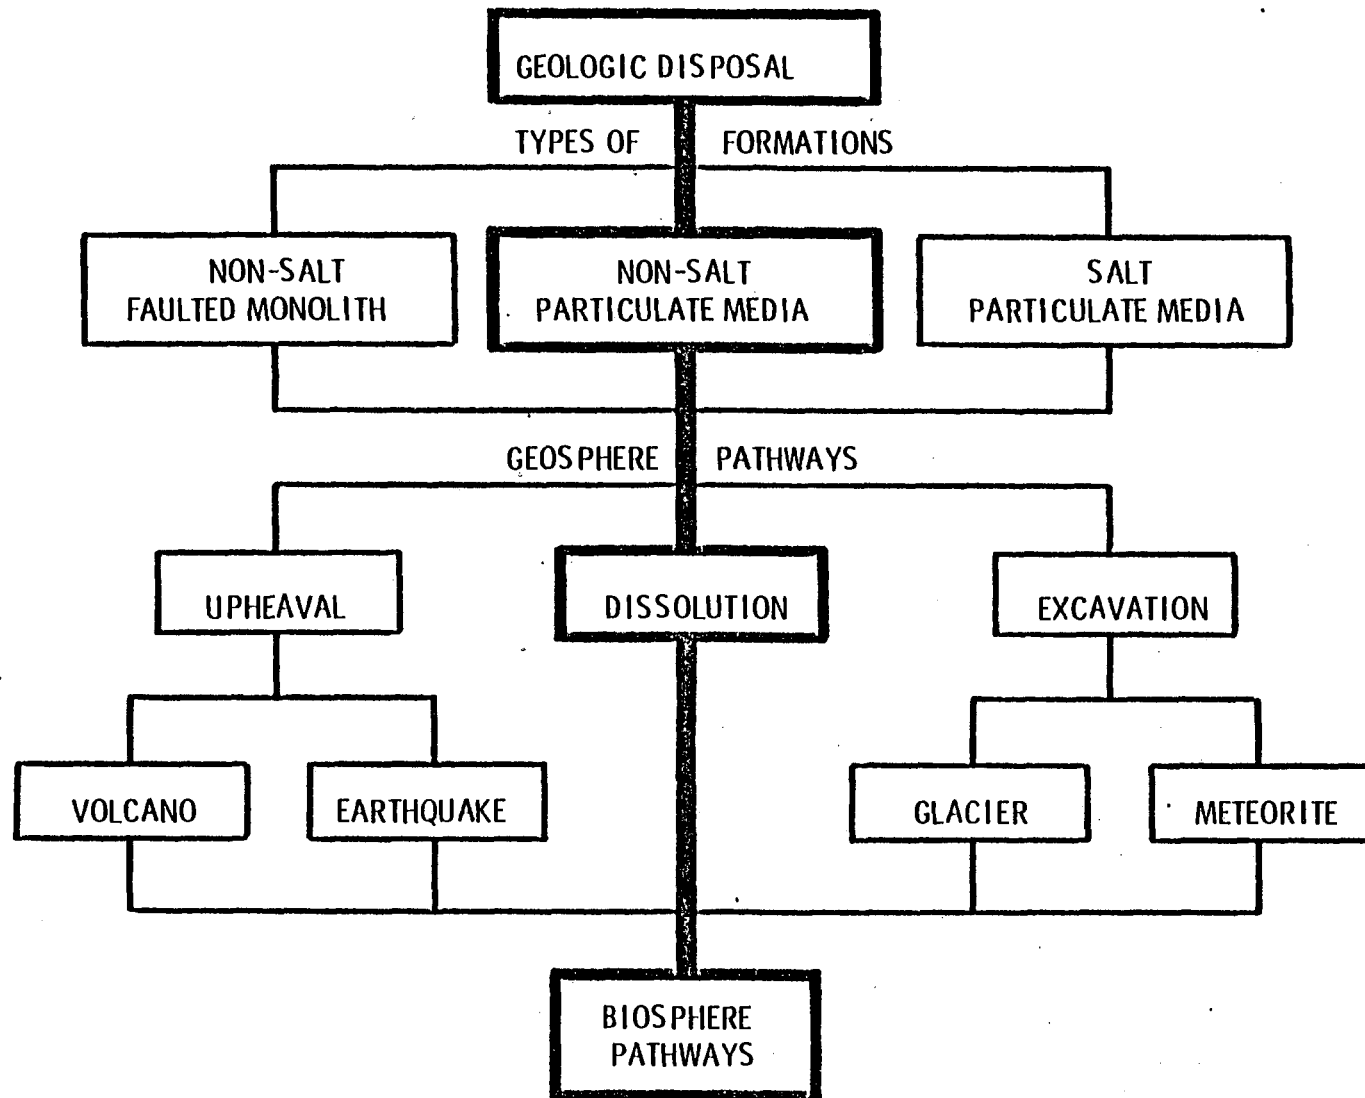 GEOLOGIC DISPOSAL
TYPES OF FORMATIONS
NON-SALT
FAULTED MONOLITH
NON-SALT
PARTICULATE MEDIA
SALT
PARTICULATE MEDIA
GEOSPHERE PATHWAYS
UPHEAVAL
DISSOLUTION
EXCAVATION
VOLCANO
EARTHQUAKE
GLACIER
METEORITE
BIOSPHERE
PATHWAYS